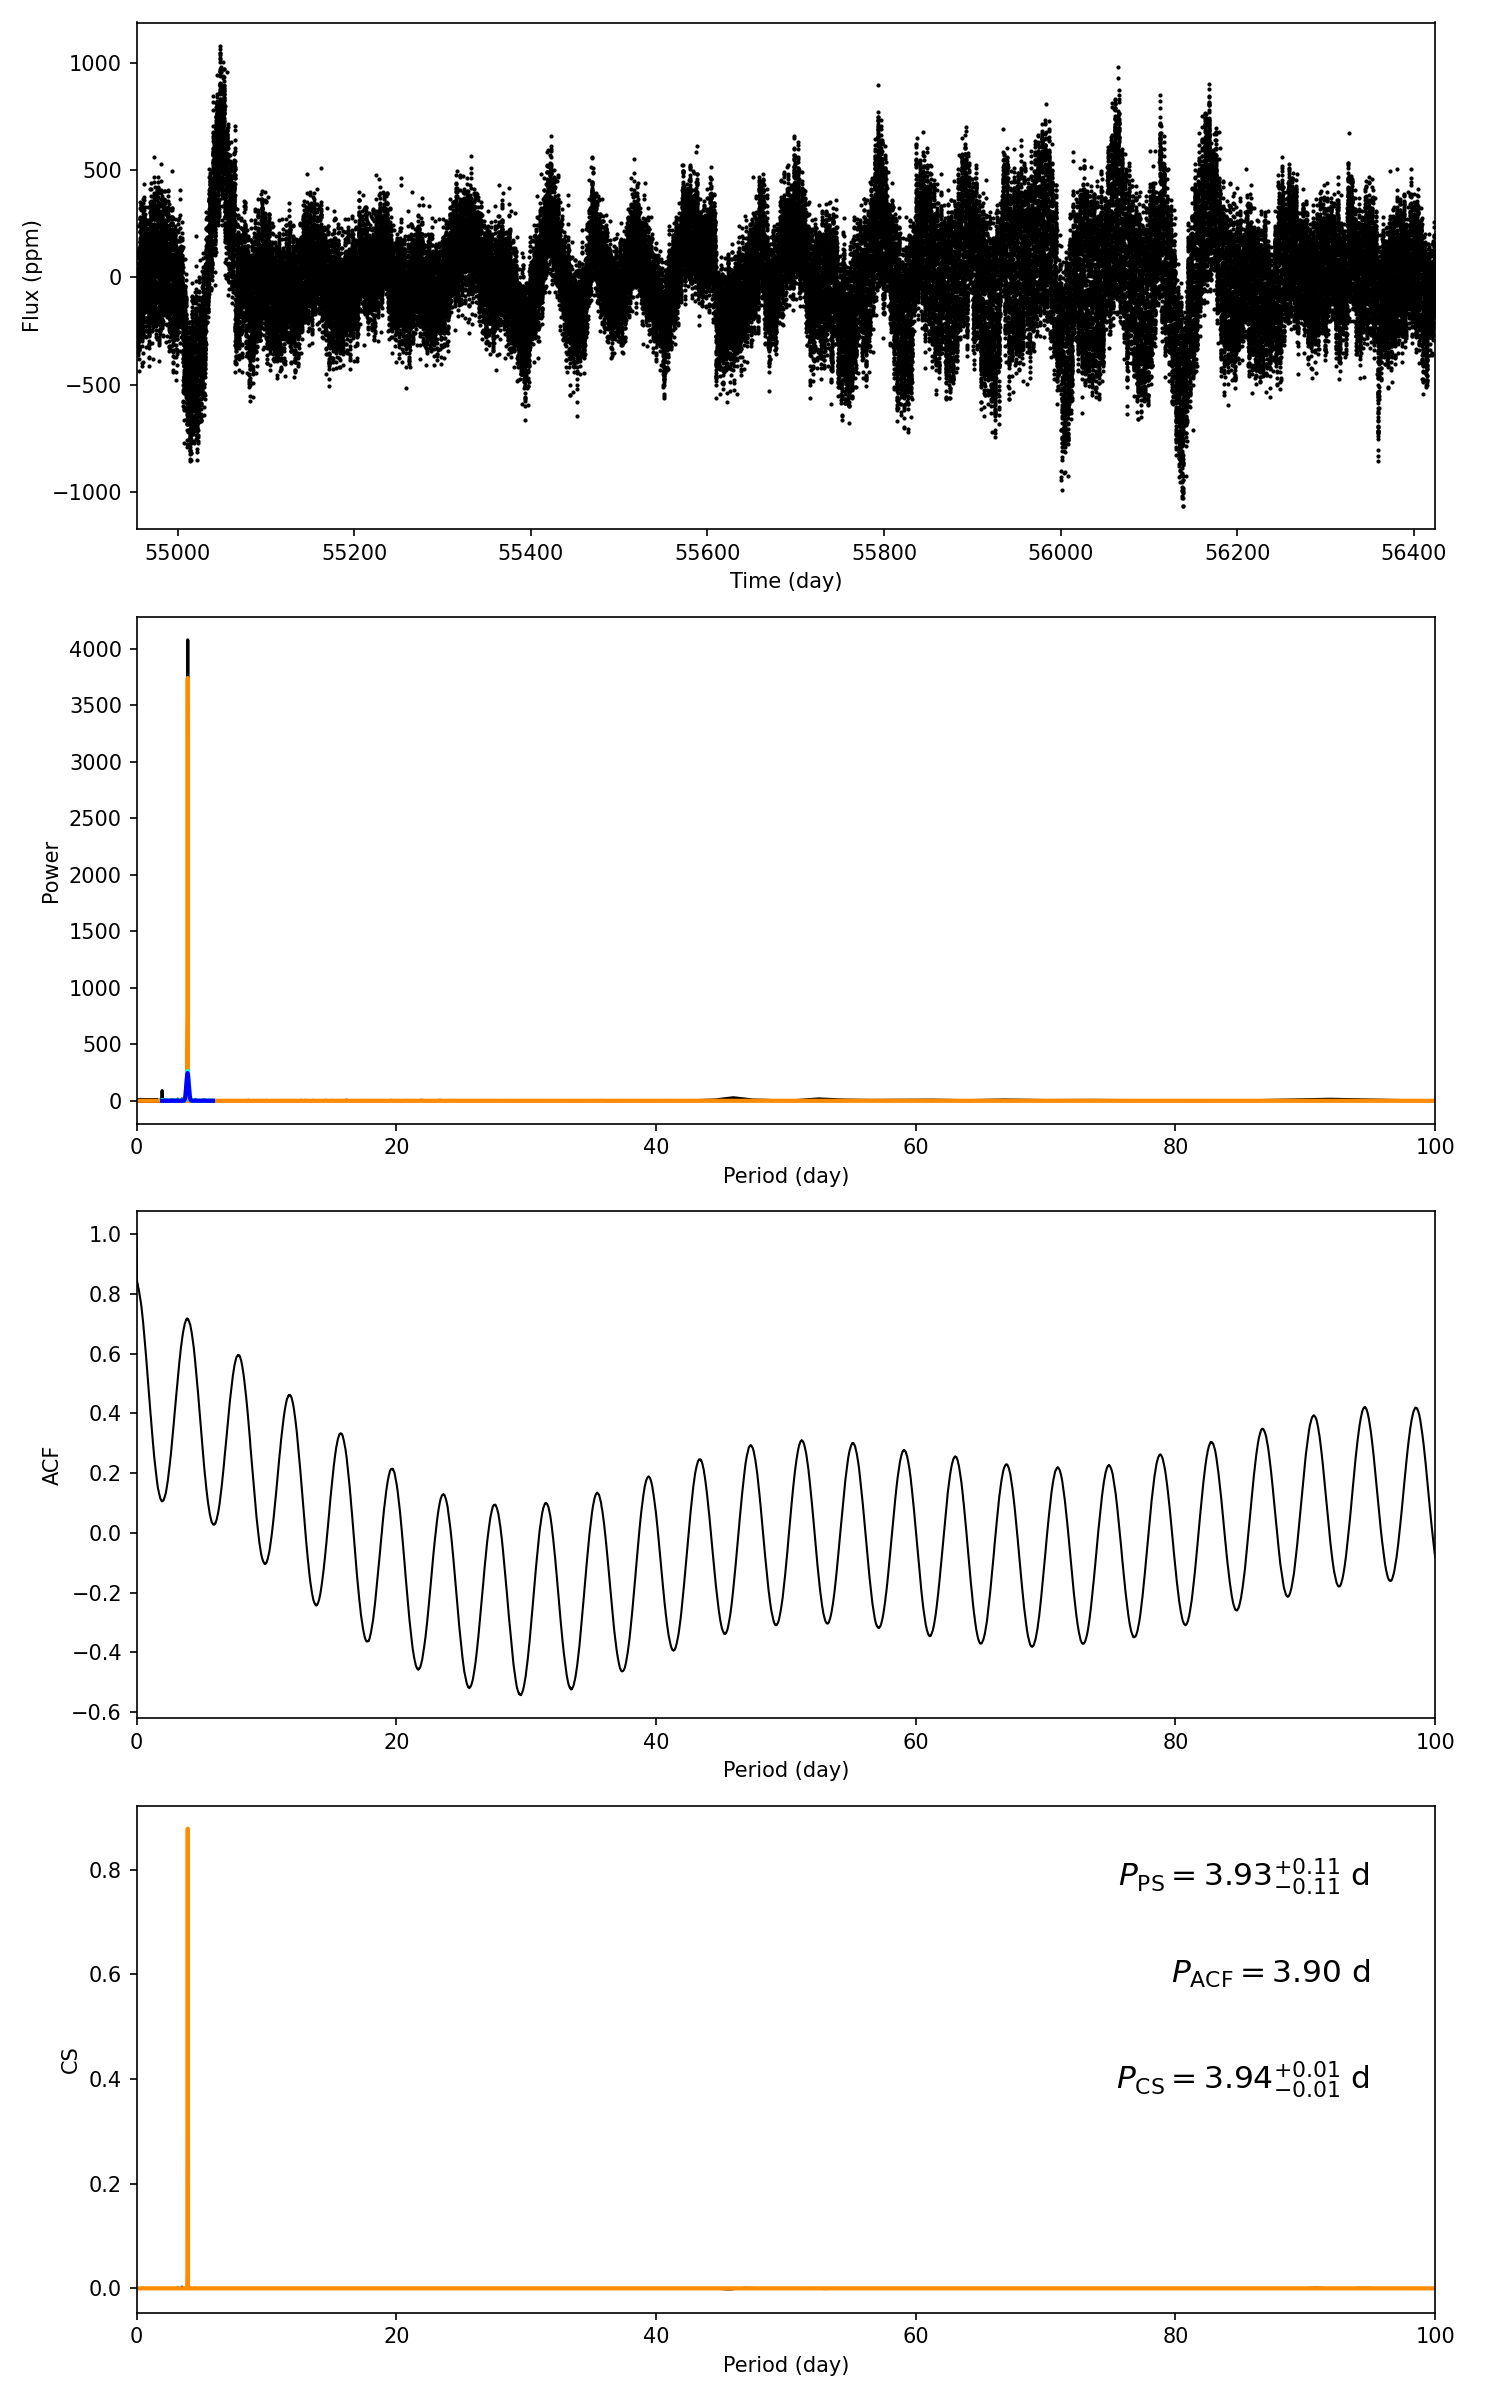 1000
500
0
−500
−1000
Flux (ppm)
55000 55200 55400 55600 55800 56000 56200 56400
Time (day)
4000
3500
3000
2500
2000
1500
1000
500
0
Power
0 20 40 60 80 100
Period (day)
1.0
0.8
0.6
0.4
0.2
0.0
−0.2
−0.4
−0.6
ACF
0 20 40 60 80 100
Period (day)
0.8
0.6
0.4
0.2
0.0
CS
P_PS = 3.93 +0.11 −0.11 d
P_ACF = 3.90 d
P_CS = 3.94 +0.01 −0.01 d
0 20 40 60 80 100
Period (day)